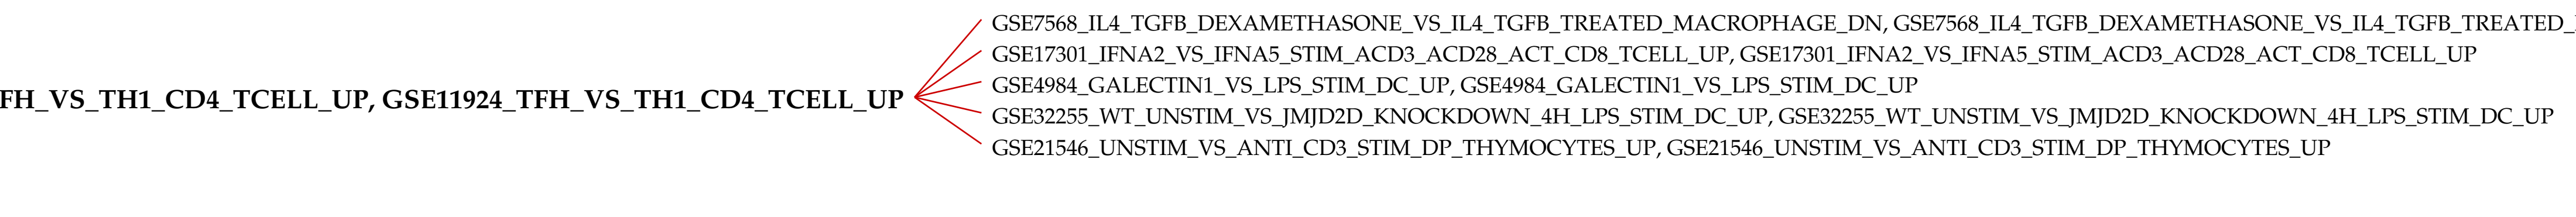 GSE7568_IL4_TGFB_DEXAMETHASONE_VS_IL4_TGFB_TREATED_MACROPHAGE_DN, GSE7568_IL4_TGFB_DEXAMETHASONE_VS_IL4_TGFB_TREATED_
GSE17301_IFNA2_VS_IFNA5_STIM_ACD3_ACD28_ACT_CD8_TCELL_UP, GSE17301_IFNA2_VS_IFNA5_STIM_ACD3_ACD28_ACT_CD8_TCELL_UP
GSE4984_GALECTIN1_VS_LPS_STIM_DC_UP, GSE4984_GALECTIN1_VS_LPS_STIM_DC_UP
FH_VS_TH1_CD4_TCELL_UP, GSE11924_TFH_VS_TH1_CD4_TCELL_UP
GSE32255_WT_UNSTIM_VS_JMJD2D_KNOCKDOWN_4H_LPS_STIM_DC_UP, GSE32255_WT_UNSTIM_VS_JMJD2D_KNOCKDOWN_4H_LPS_STIM_DC_UP
GSE21546_UNSTIM_VS_ANTI_CD3_STIM_DP_THYMOCYTES_UP, GSE21546_UNSTIM_VS_ANTI_CD3_STIM_DP_THYMOCYTES_UP